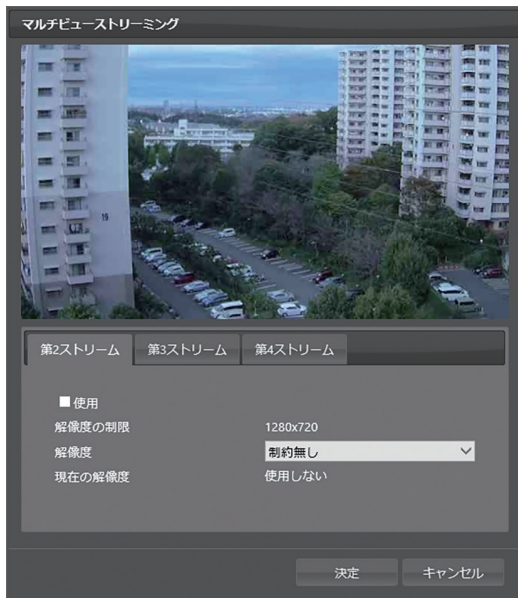 マルチビューストリーミング
19
第2ストリーム 第3ストリーム 第4ストリーム
使用
解像度の制限 1280x720
解像度 制約無し
現在の解像度 使用しない
決定 キャンセル